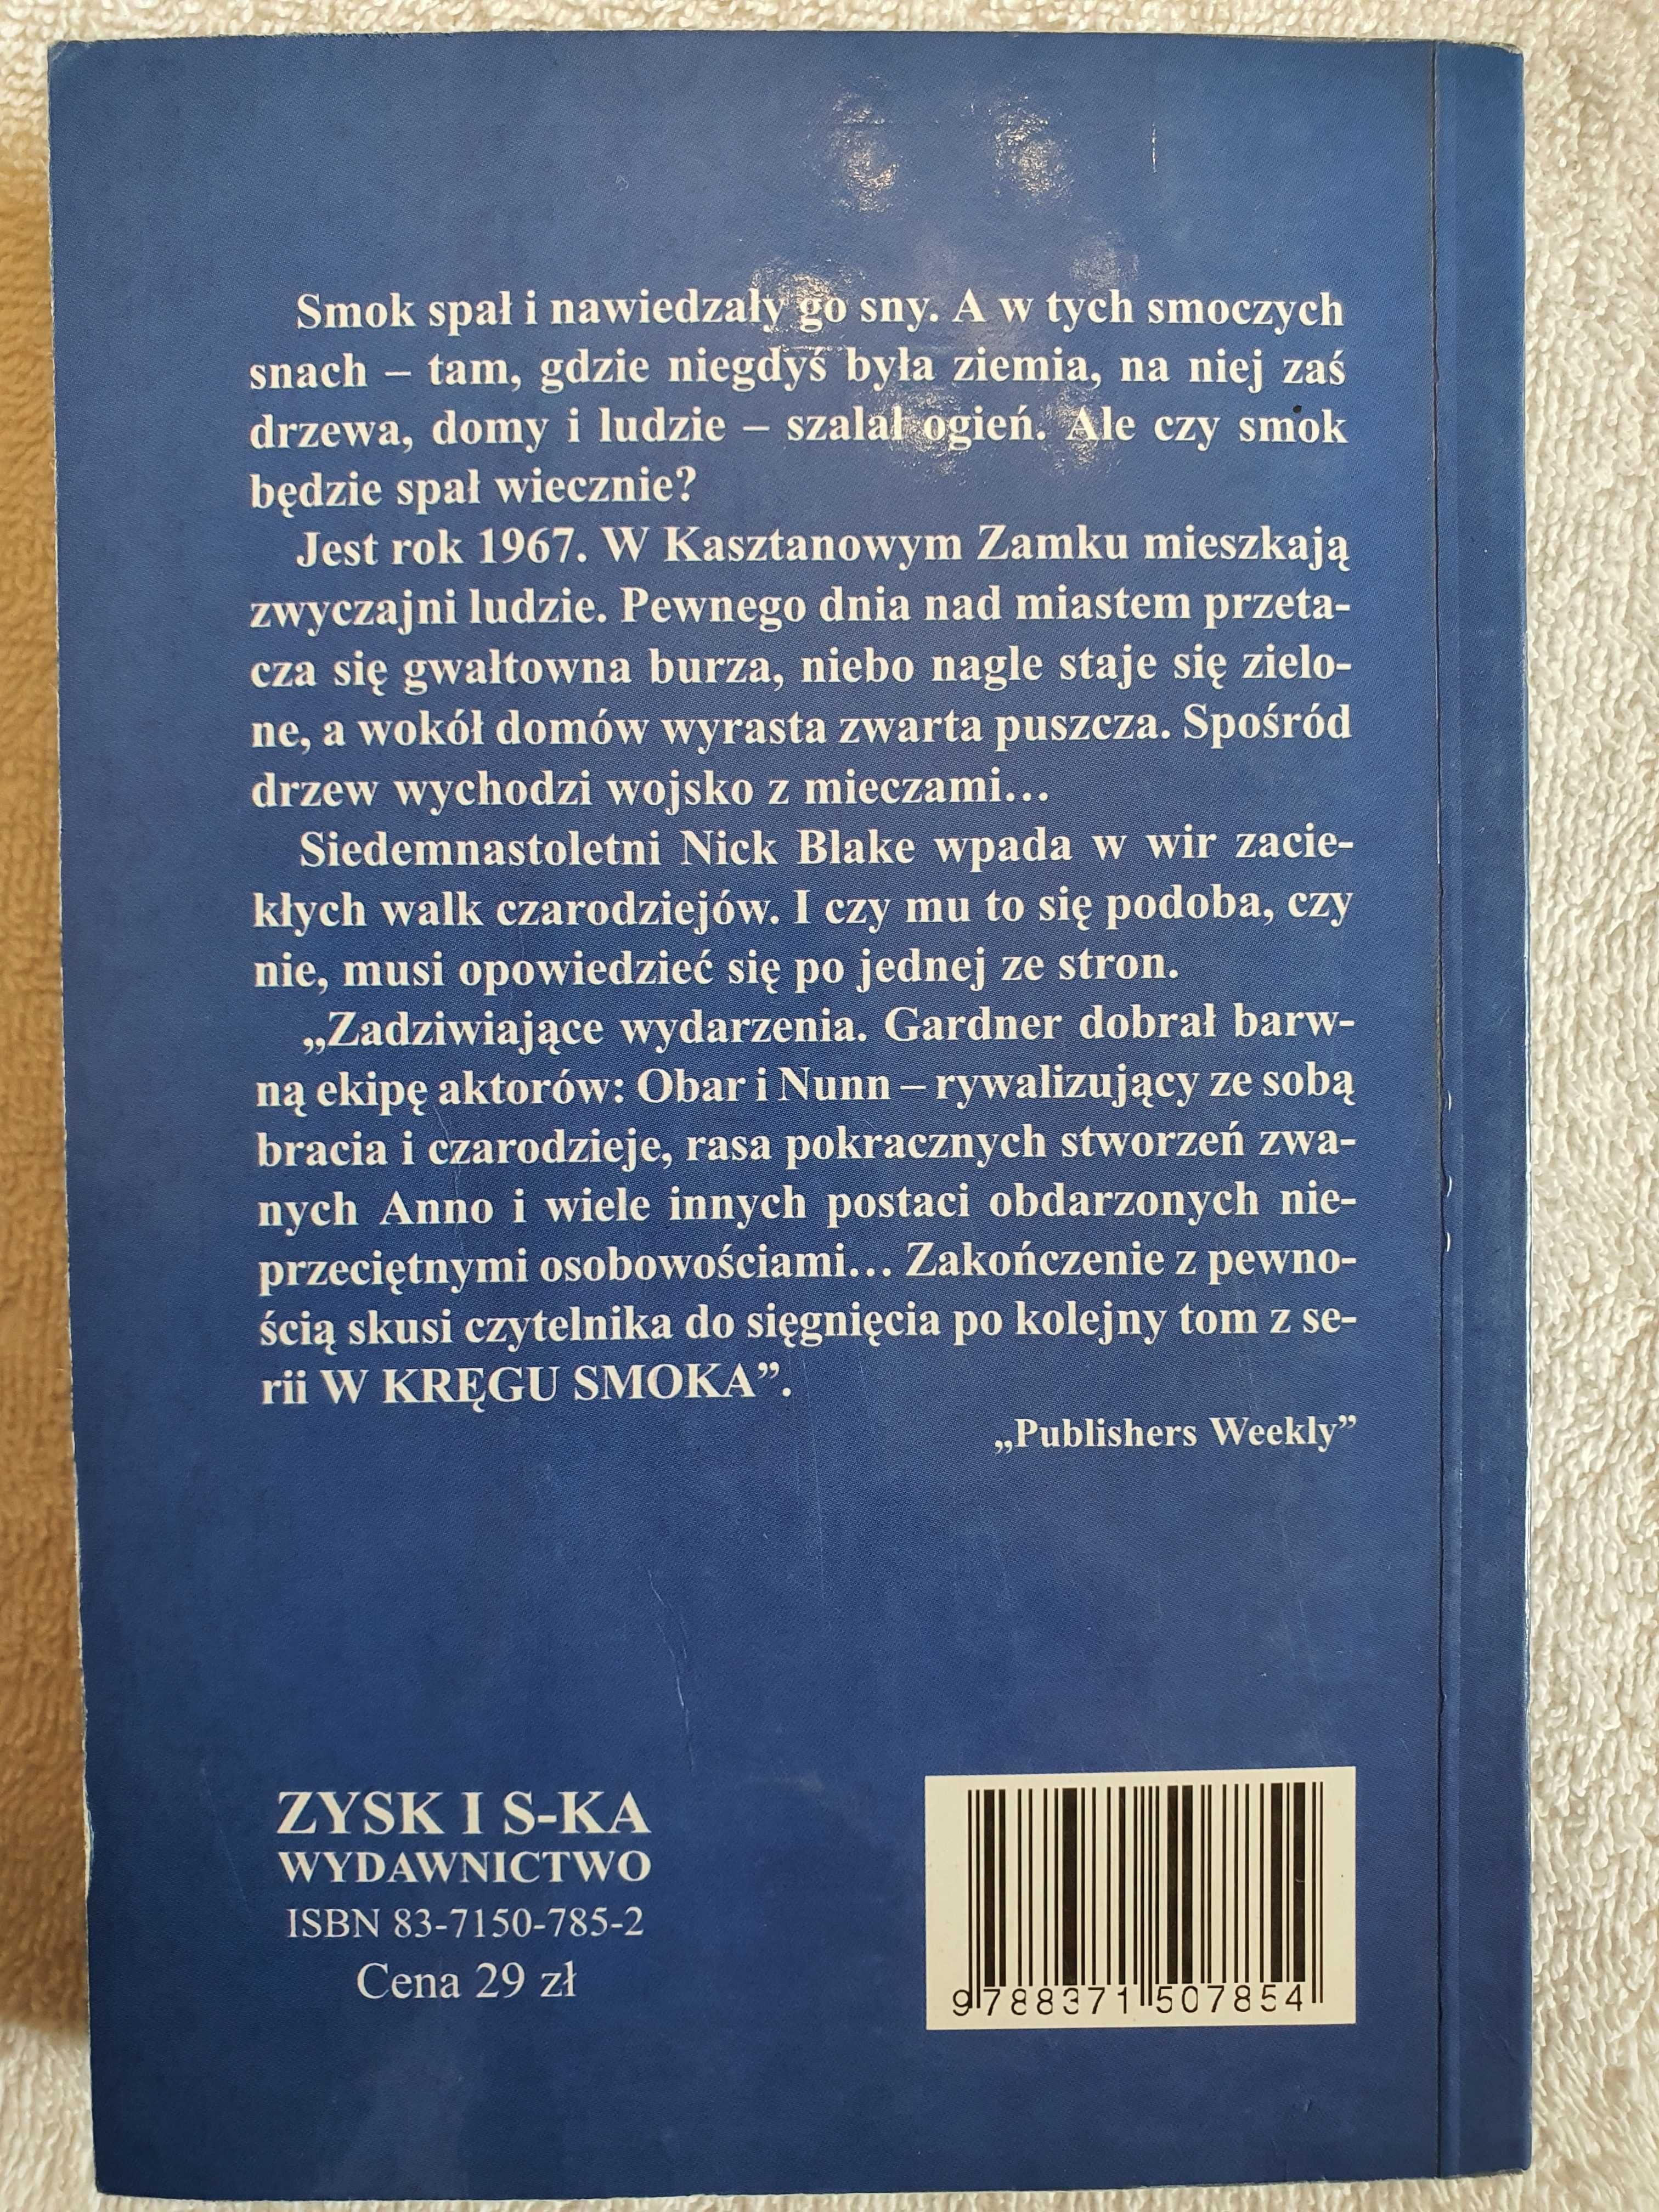 Smok spał i nawiedzały go sny. A w tych smoczych
snach – tam, gdzie niegdyś była ziemia, na niej zaś
drzewa, domy i ludzie – szalał ogień. Ale czy smok
będzie spał wiecznie?
Jest rok 1967. W Kasztanowym Zamku mieszkają
zwyczajni ludzie. Pewnego dnia nad miastem przeta-
cza się gwałtowna burza, niebo nagle staje się zielo-
ne, a wokół domów wyrasta zwarta puszcza. Spośród
drzew wychodzi wojsko z mieczami...
Siedemnastoletni Nick Blake wpada w wir zacie-
kłych walk czarodziejów. I czy mu to się podoba, czy
nie, musi opowiedzieć się po jednej ze stron.
„Zadziwiające wydarzenia. Gardner dobrał barw-
ną ekipę aktorów: Obar i Nunn – rywalizujący ze sobą
bracia i czarodzieje, rasa pokracznych stworzeń zwa-
nych Anno i wiele innych postaci obdarzonych nie-
przeciętnymi osobowościami... Zakończenie z pewno-
ścią skusi czytelnika do sięgnięcia po kolejny tom z se-
rii W KRĘGU SMOKA”.
„Publishers Weekly”
ZYSK I S-KA
WYDAWNICTWO
ISBN 83-7150-785-2
Cena 29 zł
9 788371 507854